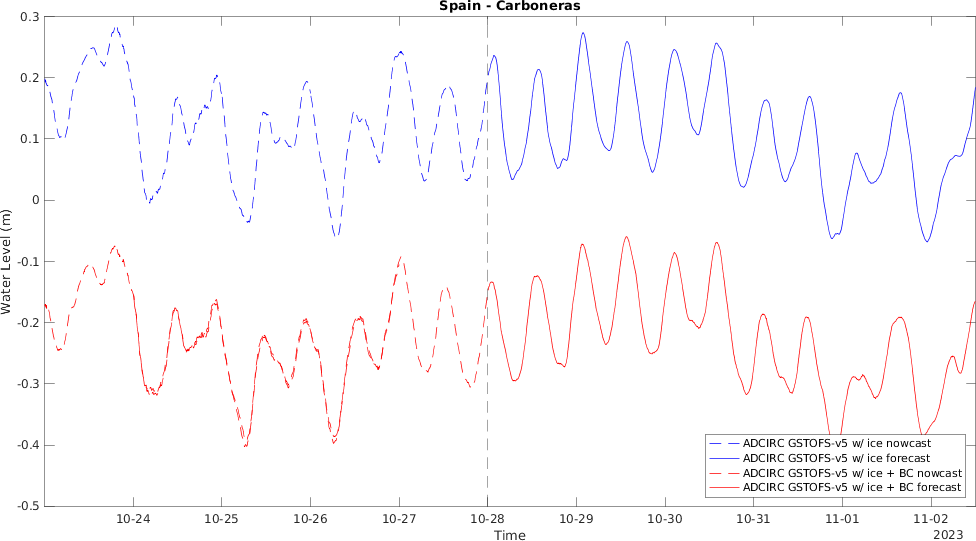 Spain - Carboneras
0.3
0.2
0.1
0
-0.1
-0.2
-0.3
-0.4
-0.5
Water Level (m)
10-24 10-25 10-26 10-27 10-28 10-29 10-30 10-31 11-01 11-02
Time
2023
ADCIRC GSTOFS-v5 w/ ice nowcast
ADCIRC GSTOFS-v5 w/ ice forecast
ADCIRC GSTOFS-v5 w/ ice + BC nowcast
ADCIRC GSTOFS-v5 w/ ice + BC forecast